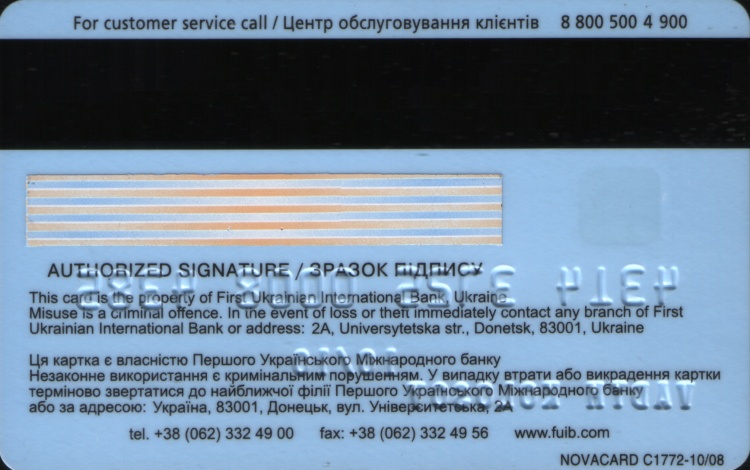 For customer service call / Центр обслуговування клієнтів 8 800 500 4 900
AUTHORIZED SIGNATURE / ЗРАЗОК ПІДПИСУ
This card is the property of First Ukrainian International Bank, Ukraine
Misuse is a criminal offence. In the event of loss or theft immediately contact any branch of First
Ukrainian International Bank or address: 2A, Universytetska str., Donetsk, 83001, Ukraine
Ця картка є власністю Першого Українського Міжнародного банку
Незаконне використання є кримінальним порушенням. У випадку втрати або викрадення картки
терміново звертатися до найближчої філії Першого Українського Міжнародного банку
або за адресою: Україна, 83001, Донецьк, вул. Університетська, 2А
tel. +38 (062) 332 49 00 fax: +38 (062) 332 49 56 www.fuib.com
NOVACARD C1772-10/08